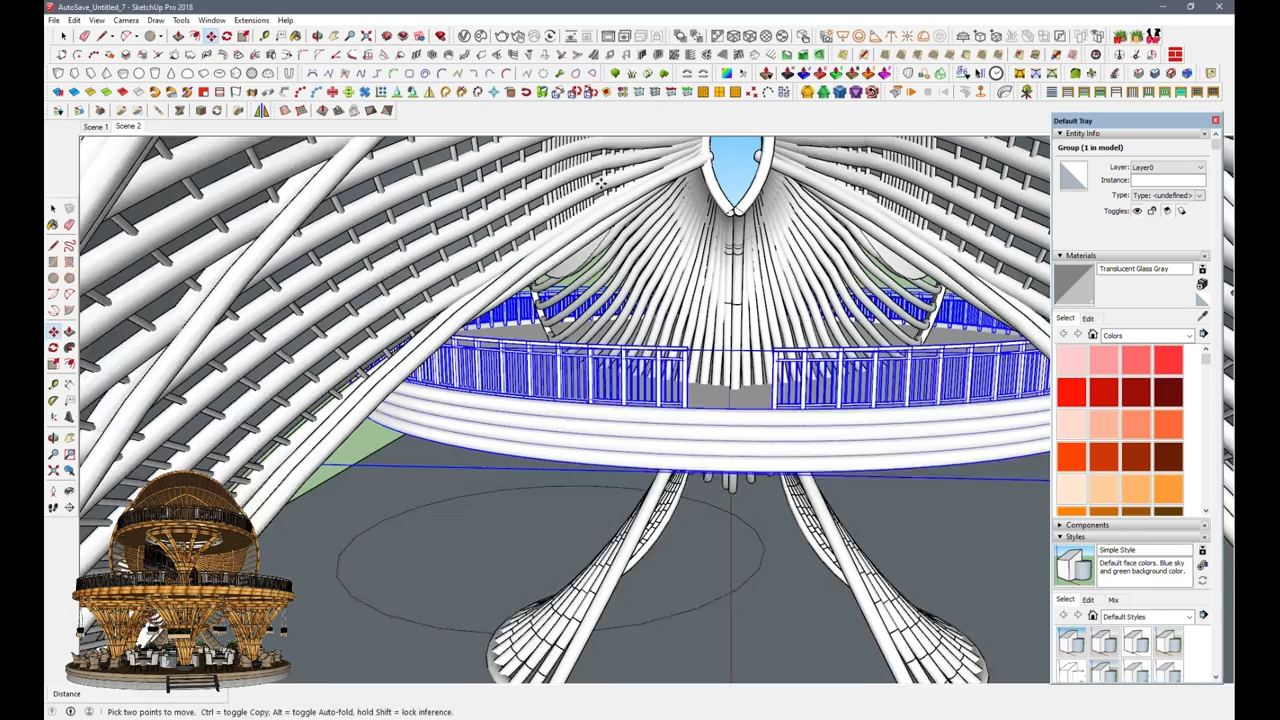 AutoSave_Untitled_7 - SketchUp Pro 2018
File Edit View Camera Draw Tools Window Extensions Help
Scene 1 Scene 2
Default Tray
Entity Info
Group (1 in model)
Layer: Layer0
Instance:
Type: Type: <undefined>
Toggles:
Materials
Translucent Glass Gray
Select Edit
Colors
Components
Styles
Simple Style
Default face colors. Blue sky
and green background color.
Select Edit Mix
Default Styles
Distance
Pick two points to move. Ctrl = toggle Copy, Alt = toggle Auto-fold, hold Shift = lock inference.